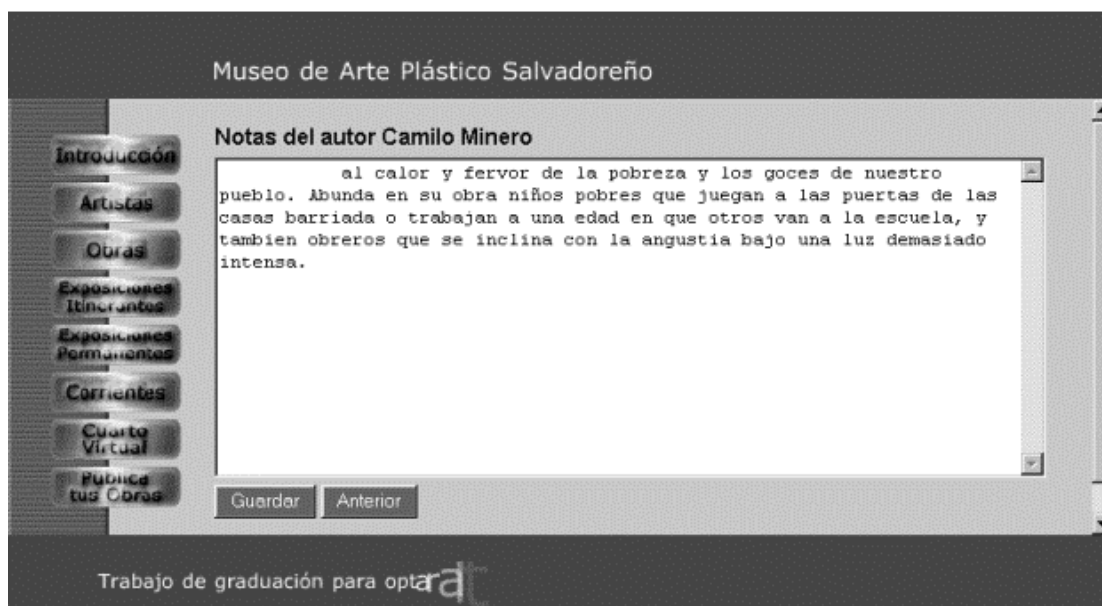 Museo de Arte Plástico Salvadoreño
Notas del autor Camilo Minero
al calor y fervor de la pobreza y los goces de nuestro
pueblo. Abunda en su obra niños pobres que juegan a las puertas de las
casas barriada o trabajan a una edad en que otros van a la escuela, y
tambien obreros que se inclina con la angustia bajo una luz demasiado
intensa.
Introducción
Artistas
Obras
Exposiciones
Itinerantes
Exposiciones
Permanentes
Corrientes
Cuarto
Virtual
Publica
tus Obras
Guardar
Anterior
Trabajo de graduación para opta